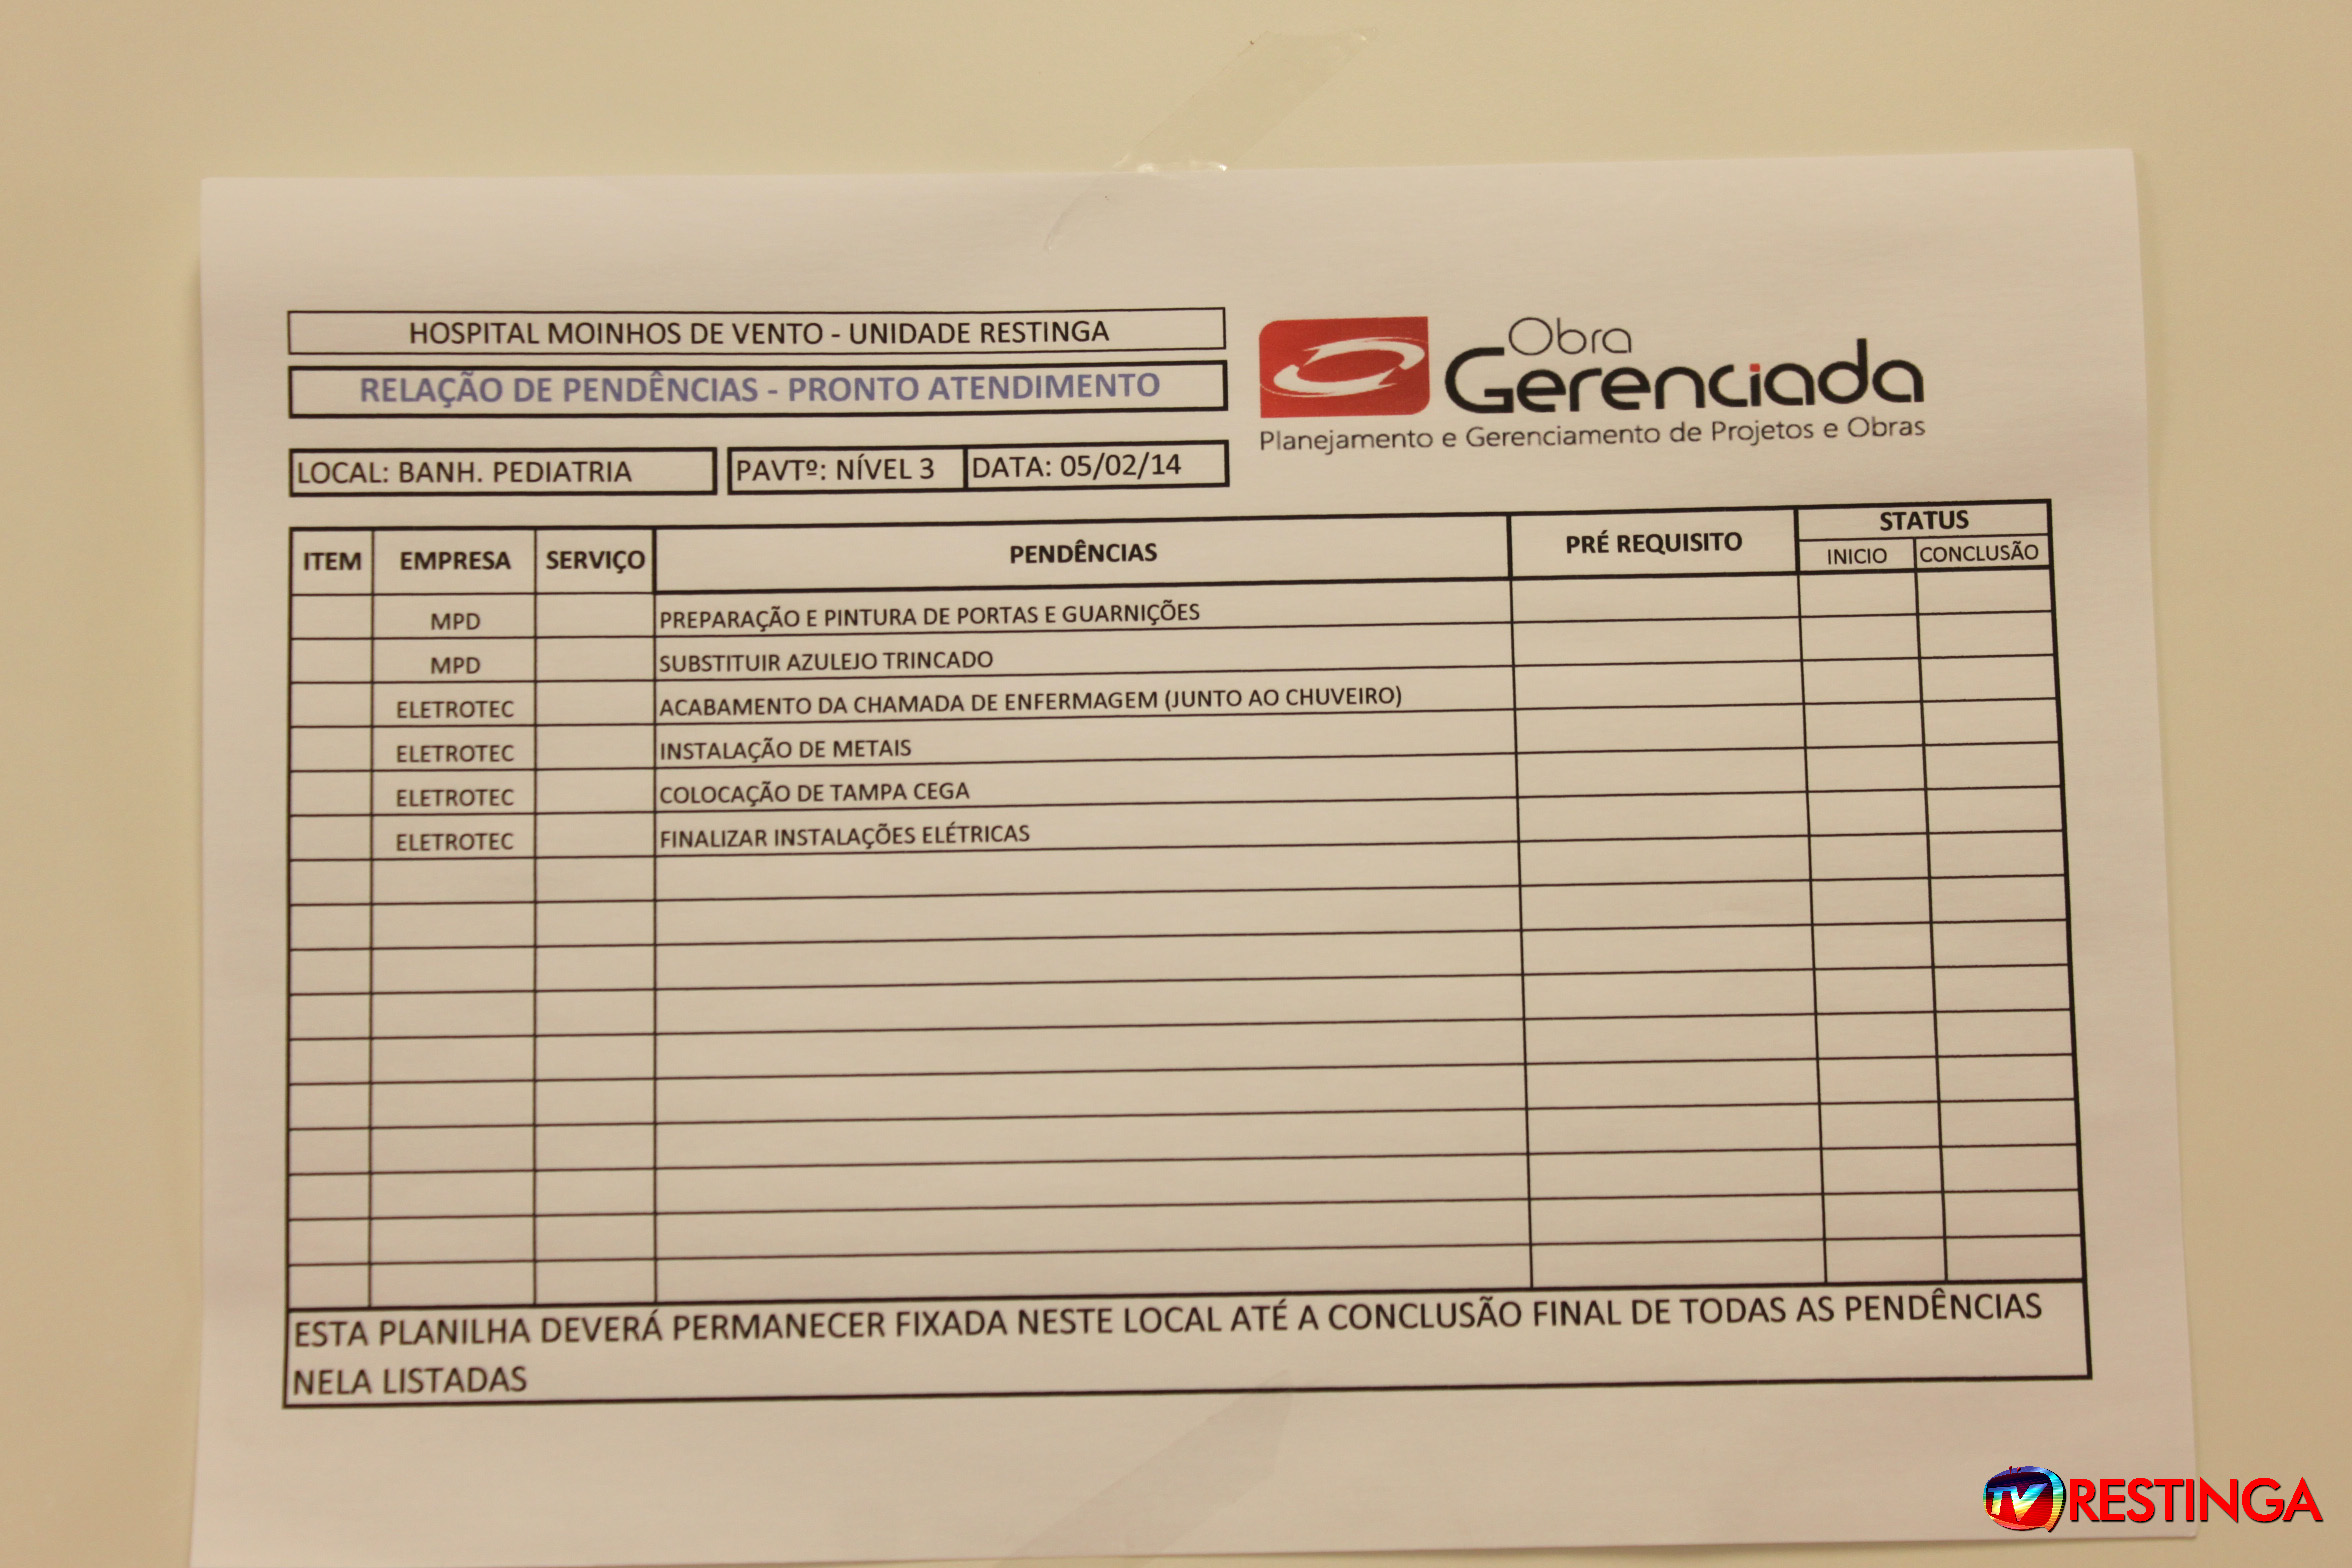 HOSPITAL MOINHOS DE VENTO - UNIDADE RESTINGA
RELAÇÃO DE PENDÊNCIAS - PRONTO ATENDIMENTO
Obra
Gerenciada
Planejamento e Gerenciamento de Projetos e Obras
LOCAL: BANH. PEDIATRIA PAVTº: NÍVEL 3 DATA: 05/02/14
ITEM EMPRESA SERVIÇO PENDÊNCIAS PRÉ REQUISITO STATUS
INICIO CONCLUSÃO
MPD PREPARAÇÃO E PINTURA DE PORTAS E GUARNIÇÕES
MPD SUBSTITUIR AZULEJO TRINCADO
ELETROTEC ACABAMENTO DA CHAMADA DE ENFERMAGEM (JUNTO AO CHUVEIRO)
ELETROTEC INSTALAÇÃO DE METAIS
ELETROTEC COLOCAÇÃO DE TAMPA CEGA
ELETROTEC FINALIZAR INSTALAÇÕES ELÉTRICAS
ESTA PLANILHA DEVERÁ PERMANECER FIXADA NESTE LOCAL ATÉ A CONCLUSÃO FINAL DE TODAS AS PENDÊNCIAS
NELA LISTADAS
TV RESTINGA